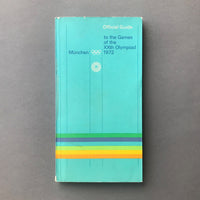 Official Guide
to the Games
of the
XXth Olympiad
München 1972